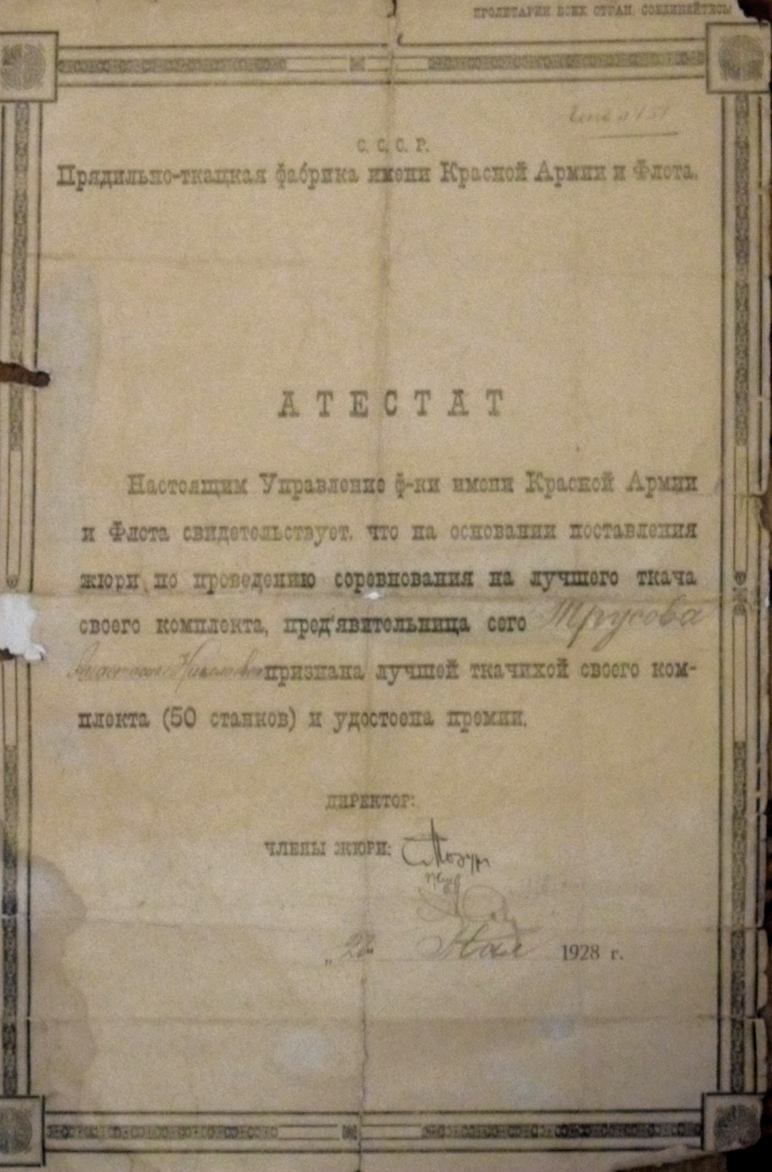 ПРОЛЕТАРИИ ВСЕХ СТРАН, СОЕДИНЯЙТЕСЬ
С. С. С. Р.
Прядильно-ткацкая фабрика имени Красной Армии и Флота.
АТЕСТАТ
Настоящим Управление ф-ки имени Красной Армии
и Флота свидетельствует, что на основании поставления
жюри по проведению соревнования на лучшего ткача
своего комплекта, пред'явительница сего Трусова
признана лучшей ткачихой своего ком-
плекта (50 станков) и удостоена премии.
ДИРЕКТОР:
ЧЛЕНЫ ЖЮРИ:
Мая 1928 г.